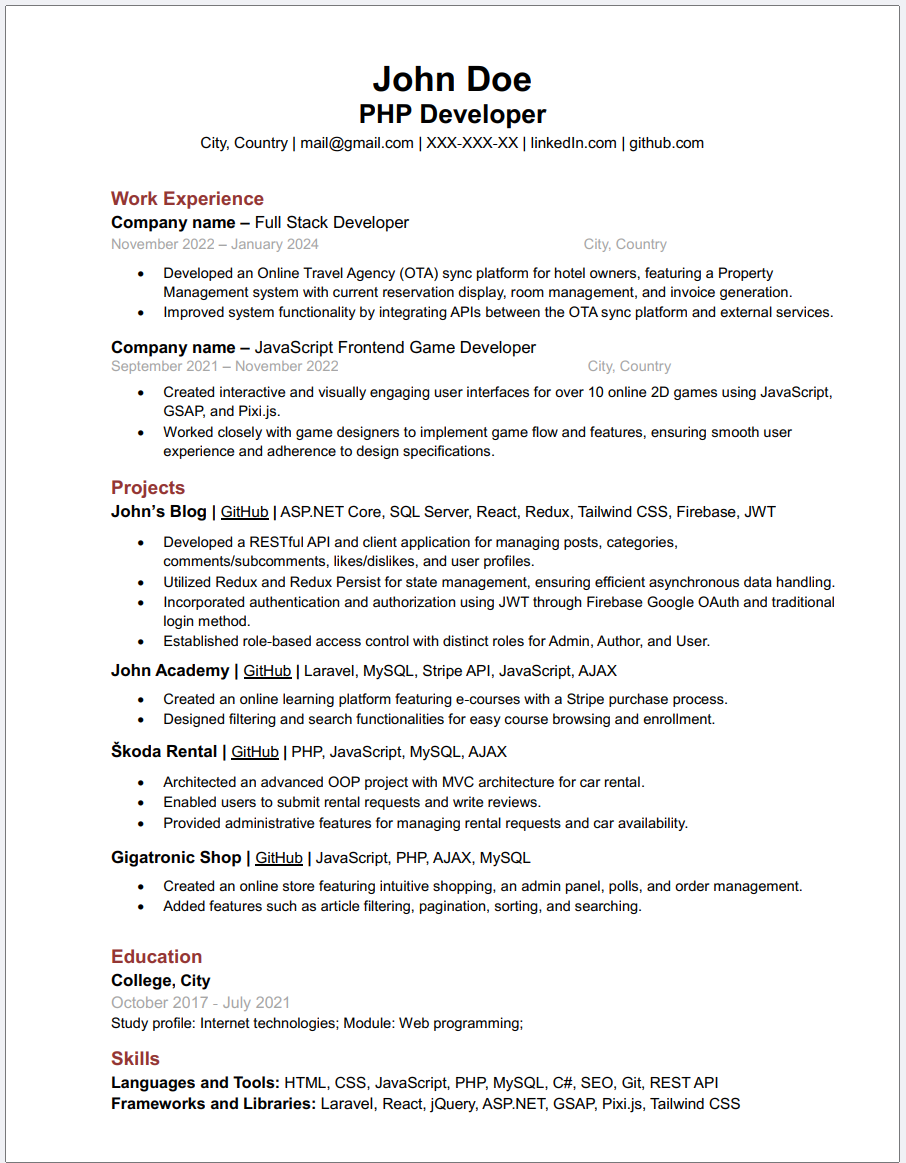 John Doe
PHP Developer
City, Country | mail@gmail.com | XXX-XXX-XX | linkedIn.com | github.com
Work Experience
Company name – Full Stack Developer
November 2022 – January 2024 City, Country
• Developed an Online Travel Agency (OTA) sync platform for hotel owners, featuring a Property
Management system with current reservation display, room management, and invoice generation.
• Improved system functionality by integrating APIs between the OTA sync platform and external services.
Company name – JavaScript Frontend Game Developer
September 2021 – November 2022 City, Country
• Created interactive and visually engaging user interfaces for over 10 online 2D games using JavaScript,
GSAP, and Pixi.js.
• Worked closely with game designers to implement game flow and features, ensuring smooth user
experience and adherence to design specifications.
Projects
John’s Blog | GitHub | ASP.NET Core, SQL Server, React, Redux, Tailwind CSS, Firebase, JWT
• Developed a RESTful API and client application for managing posts, categories,
comments/subcomments, likes/dislikes, and user profiles.
• Utilized Redux and Redux Persist for state management, ensuring efficient asynchronous data handling.
• Incorporated authentication and authorization using JWT through Firebase Google OAuth and traditional
login method.
• Established role-based access control with distinct roles for Admin, Author, and User.
John Academy | GitHub | Laravel, MySQL, Stripe API, JavaScript, AJAX
• Created an online learning platform featuring e-courses with a Stripe purchase process.
• Designed filtering and search functionalities for easy course browsing and enrollment.
Škoda Rental | GitHub | PHP, JavaScript, MySQL, AJAX
• Architected an advanced OOP project with MVC architecture for car rental.
• Enabled users to submit rental requests and write reviews.
• Provided administrative features for managing rental requests and car availability.
Gigatronic Shop | GitHub | JavaScript, PHP, AJAX, MySQL
• Created an online store featuring intuitive shopping, an admin panel, polls, and order management.
• Added features such as article filtering, pagination, sorting, and searching.
Education
College, City
October 2017 - July 2021
Study profile: Internet technologies; Module: Web programming;
Skills
Languages and Tools: HTML, CSS, JavaScript, PHP, MySQL, C#, SEO, Git, REST API
Frameworks and Libraries: Laravel, React, jQuery, ASP.NET, GSAP, Pixi.js, Tailwind CSS